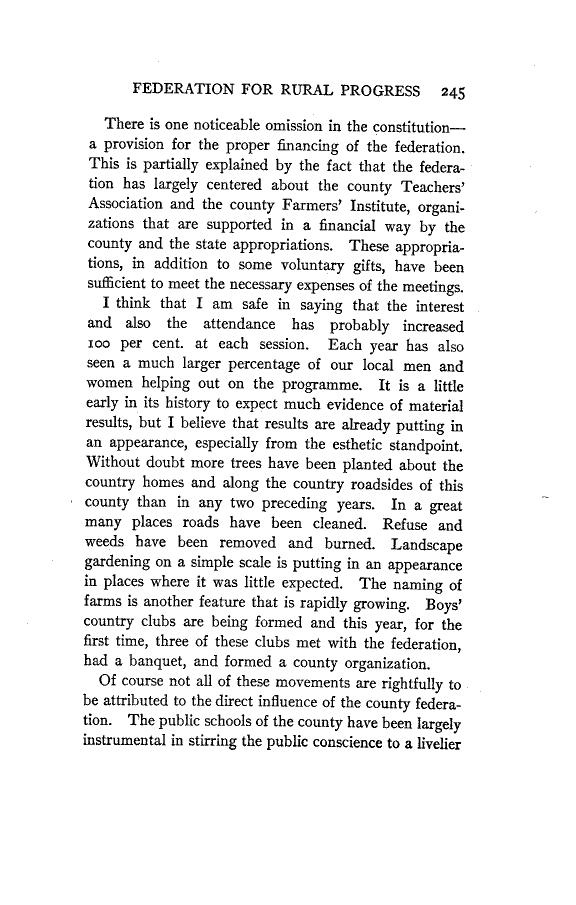 FEDERATION FOR RURAL PROGRESS 245
There is one noticeable omission in the constitution—
a provision for the proper financing of the federation.
This is partially explained by the fact that the federa-
tion has largely centered about the county Teachers'
Association and the county Farmers' Institute, organi-
zations that are supported in a financial way by the
county and the state appropriations. These appropria-
tions, in addition to some voluntary gifts, have been
sufficient to meet the necessary expenses of the meetings.
I think that I am safe in saying that the interest
and also the attendance has probably increased
100 per cent. at each session. Each year has also
seen a much larger percentage of our local men and
women helping out on the programme. It is a little
early in its history to expect much evidence of material
results, but I believe that results are already putting in
an appearance, especially from the esthetic standpoint.
Without doubt more trees have been planted about the
country homes and along the country roadsides of this
county than in any two preceding years. In a great
many places roads have been cleaned. Refuse and
weeds have been removed and burned. Landscape
gardening on a simple scale is putting in an appearance
in places where it was little expected. The naming of
farms is another feature that is rapidly growing. Boys'
country clubs are being formed and this year, for the
first time, three of these clubs met with the federation,
had a banquet, and formed a county organization.
Of course not all of these movements are rightfully to
be attributed to the direct influence of the county federa-
tion. The public schools of the county have been largely
instrumental in stirring the public conscience to a livelier